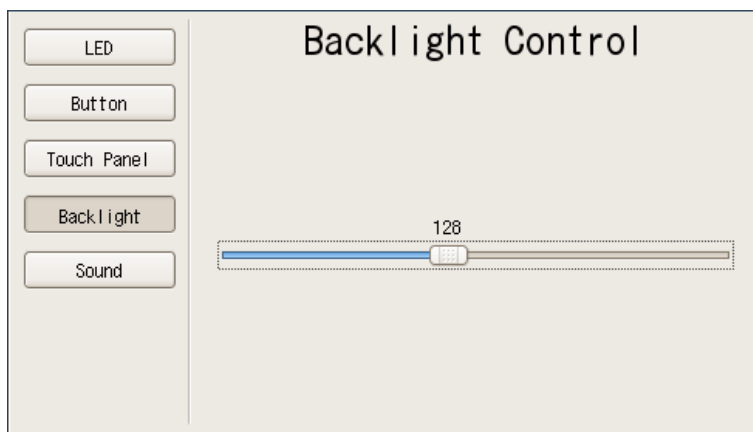 Backlight Control
LED
Button
Touch Panel
Backlight
Sound
128